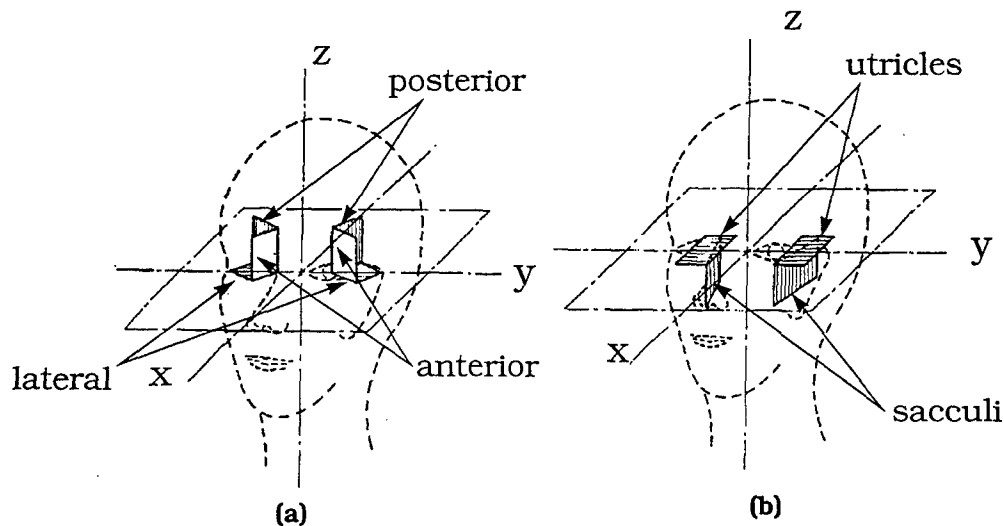 z
posterior
y
x
lateral
anterior
(a)
z
utricles
y
x
sacculi
(b)